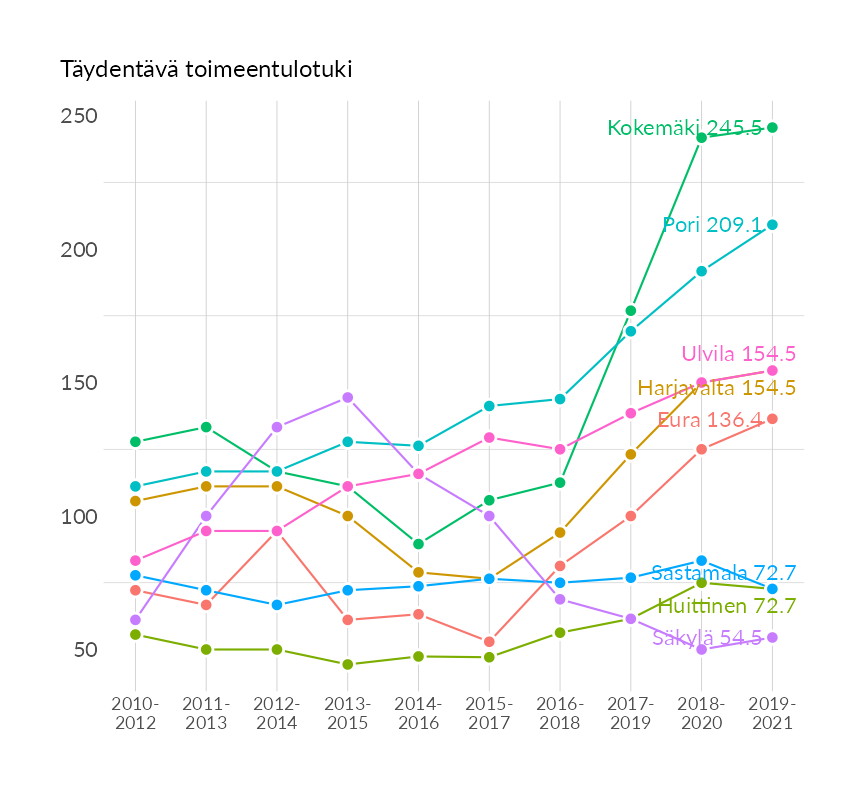 Täydentävä toimeentulotuki
250
200
150
100
50
Kokemäki 245.5
Pori 209.1
Ulvila 154.5
Harjavalta 154.5
Eura 136.4
Sastamala 72.7
Huittinen 72.7
Säkylä 54.5
2010- 2011- 2012- 2013- 2014- 2015- 2016- 2017- 2018- 2019-
2012 2013 2014 2015 2016 2017 2018 2019 2020 2021